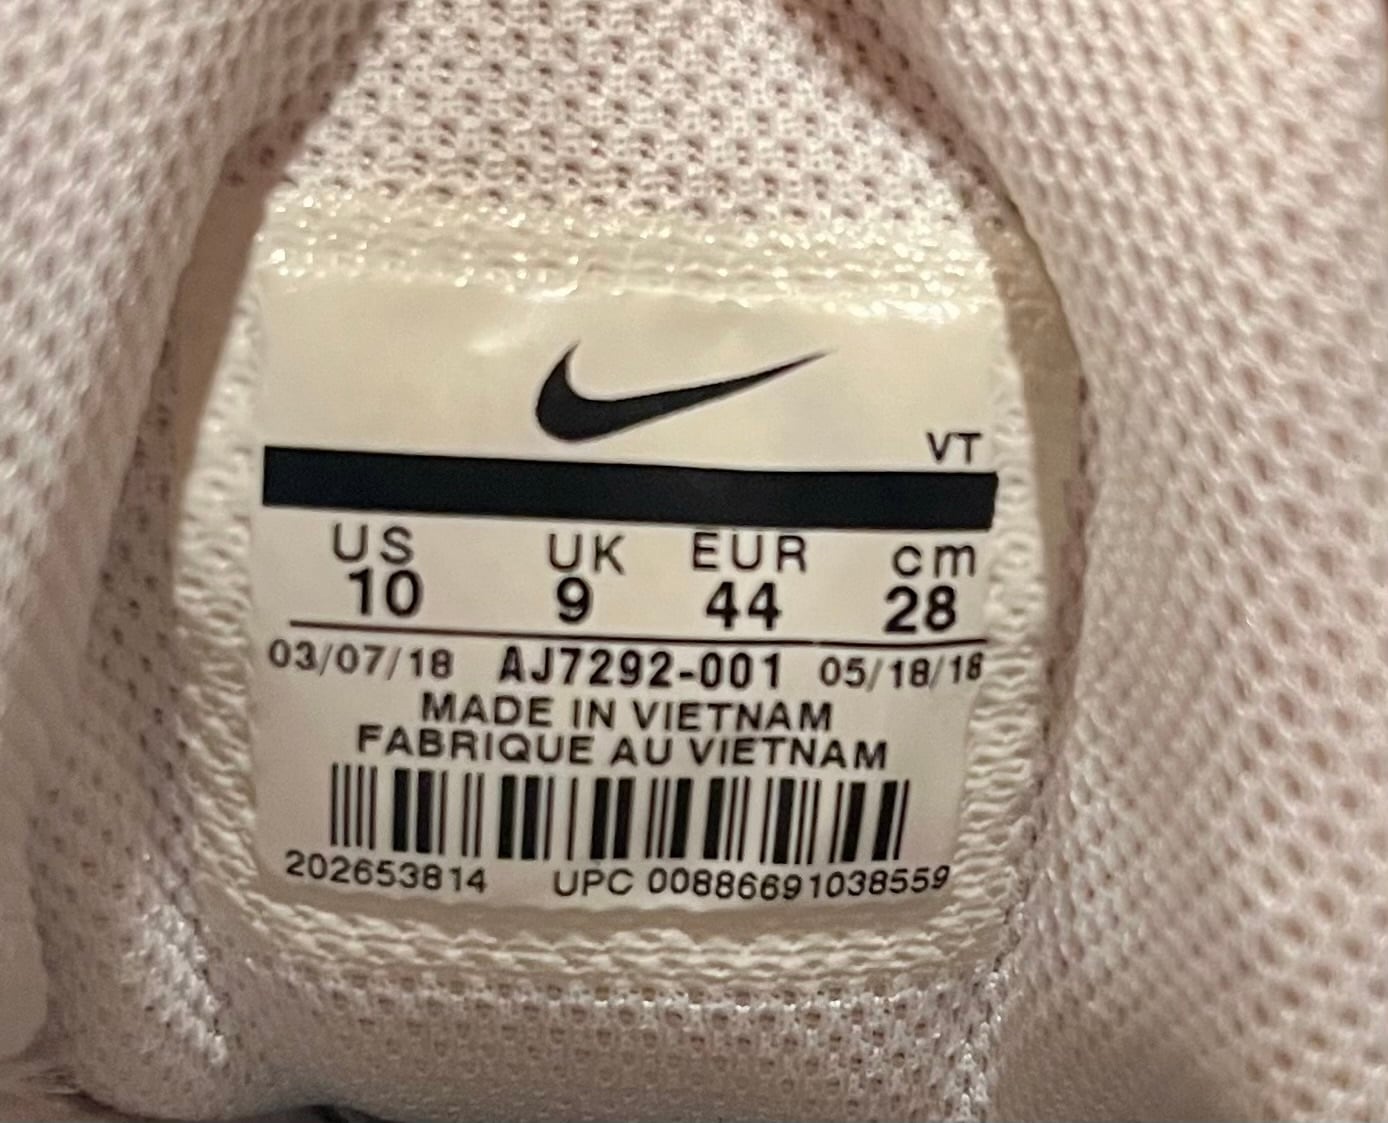 VT
US UK EUR cm
10 9 44 28
03/07/18 AJ7292-001 05/18/18
MADE IN VIETNAM
FABRIQUE AU VIETNAM
202653814 UPC 00886691038559